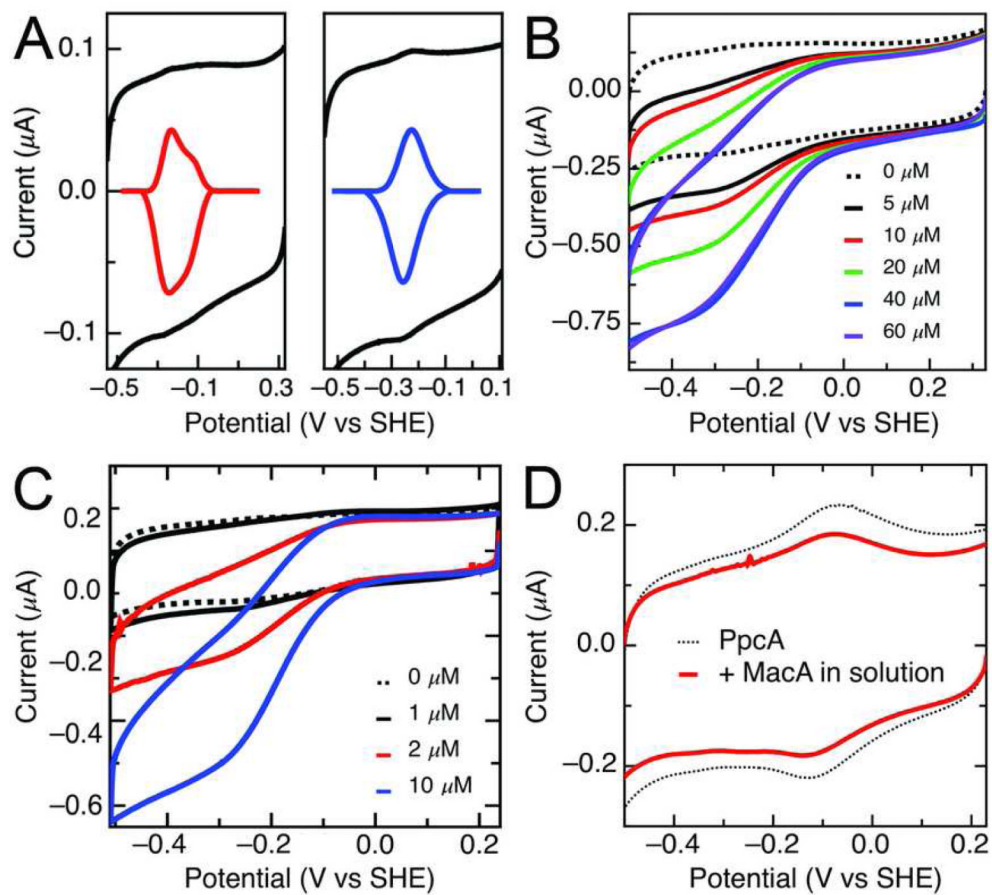 A
0.1
0.0
−0.1
Current (μA)
−0.5 −0.1 0.3
−0.5 −0.3 −0.1 0.1
Potential (V vs SHE)
Potential (V vs SHE)
B
0.00
−0.25
−0.50
−0.75
Current (μA)
0 μM
5 μM
10 μM
20 μM
40 μM
60 μM
−0.4 −0.2 0.0 0.2
Potential (V vs SHE)
C
0.2
0.0
−0.2
−0.4
−0.6
Current (μA)
0 μM
1 μM
2 μM
10 μM
−0.4 −0.2 0.0 0.2
Potential (V vs SHE)
D
0.2
0.0
−0.2
Current (μA)
PpcA
+ MacA in solution
−0.4 −0.2 0.0 0.2
Potential (V vs SHE)